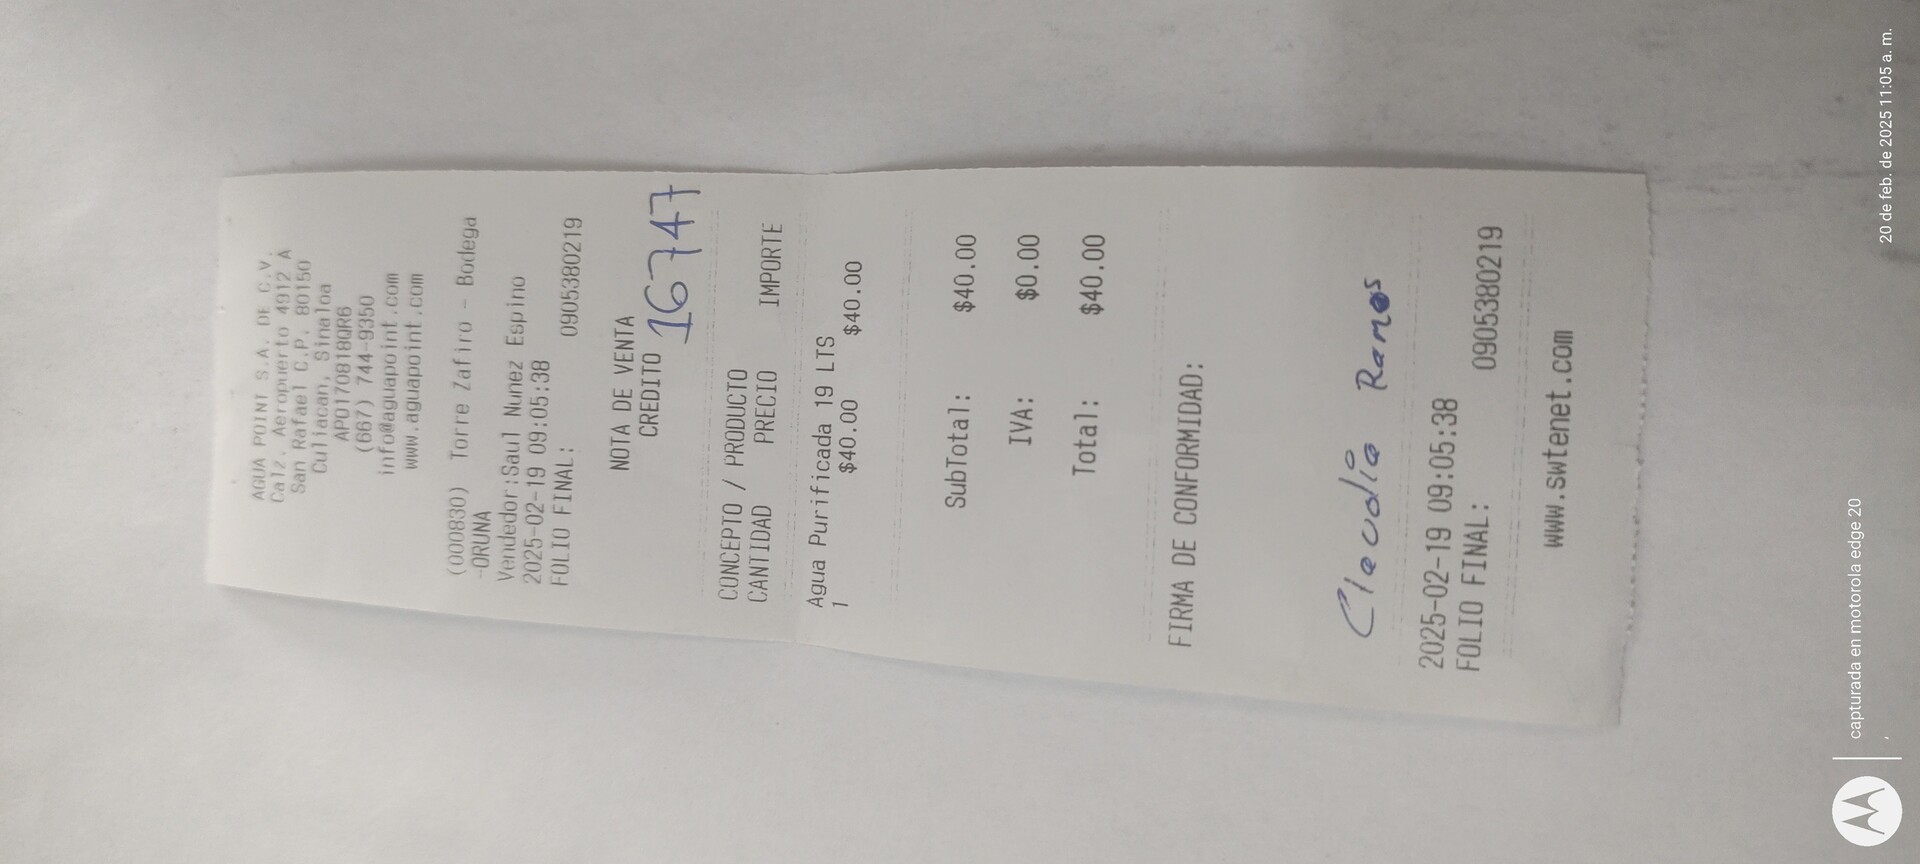 AGUA POINT S.A. DE C.V.
Calz. Aeropuerto 4912 A
San Rafael C.P. 80150
Culiacan, Sinaloa
APO170818QR6
(667) 744-9350
info@aguapoint.com
www.aguapoint.com
(000830) Torre Zafiro - Bodega
-ORUNA
Vendedor:Saul Nunez Espino
2025-02-19 09:05:38
FOLIO FINAL: 0905380219
NOTA DE VENTA
CREDITO 16747
CONCEPTO / PRODUCTO
CANTIDAD PRECIO IMPORTE
Agua Purificada 19 LTS
1 $40.00 $40.00
SubTotal: $40.00
IVA: $0.00
Total: $40.00
FIRMA DE CONFORMIDAD:
Claudia Ramos
2025-02-19 09:05:38
FOLIO FINAL: 0905380219
www.swtenet.com
capturada en motorola edge 20
,
20 de feb. de 2025 11:05 a. m.